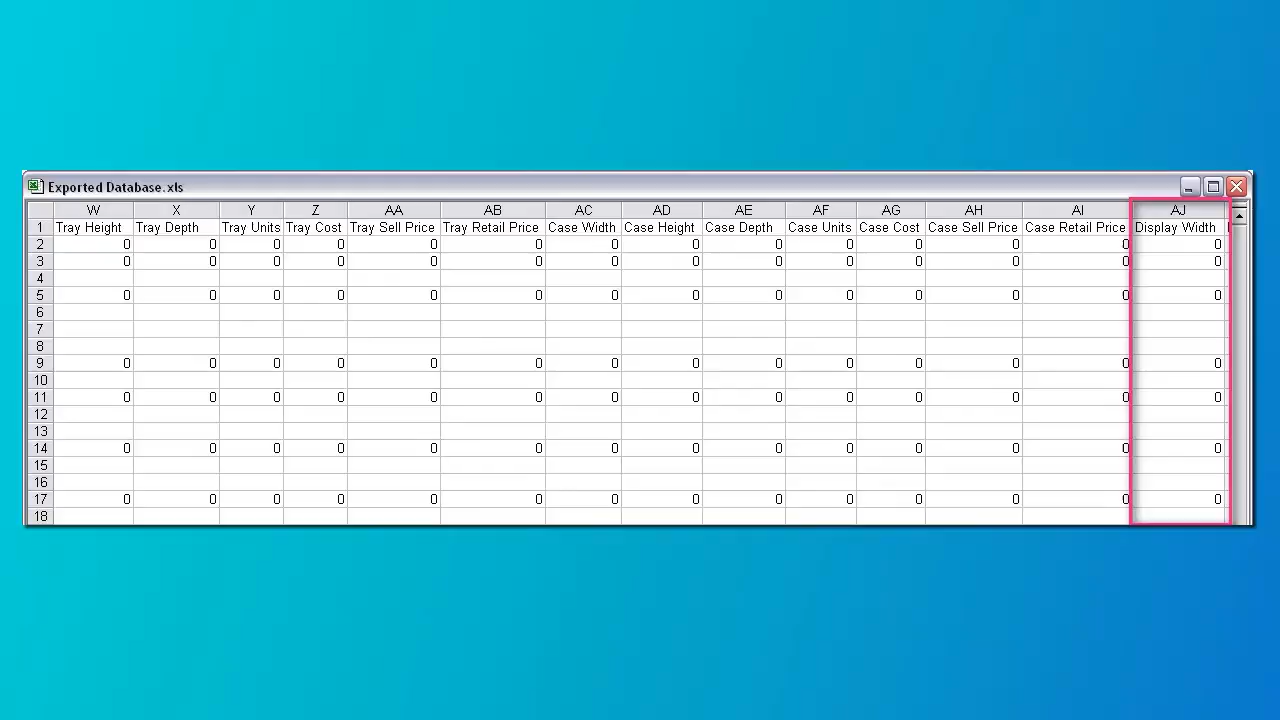 Exported Database.xls
W X Y Z AA AB AC AD AE AF AG AH AI AJ
1 Tray Height Tray Depth Tray Units Tray Cost Tray Sell Price Tray Retail Pri Case Width Case Height Case Depth Case Units Case Cost Case Sell Price Case Retail Price Display Width
2 0 0 0 0 0 0 0 0 0 0 0 0 0 0
3 0 0 0 0 0 0 0 0 0 0 0 0 0 0
4
5 0 0 0 0 0 0 0 0 0 0 0 0 0 0
6
7
8
9 0 0 0 0 0 0 0 0 0 0 0 0 0 0
10
11 0 0 0 0 0 0 0 0 0 0 0 0 0 0
12
13
14 0 0 0 0 0 0 0 0 0 0 0 0 0 0
15
16
17 0 0 0 0 0 0 0 0 0 0 0 0 0 0
18